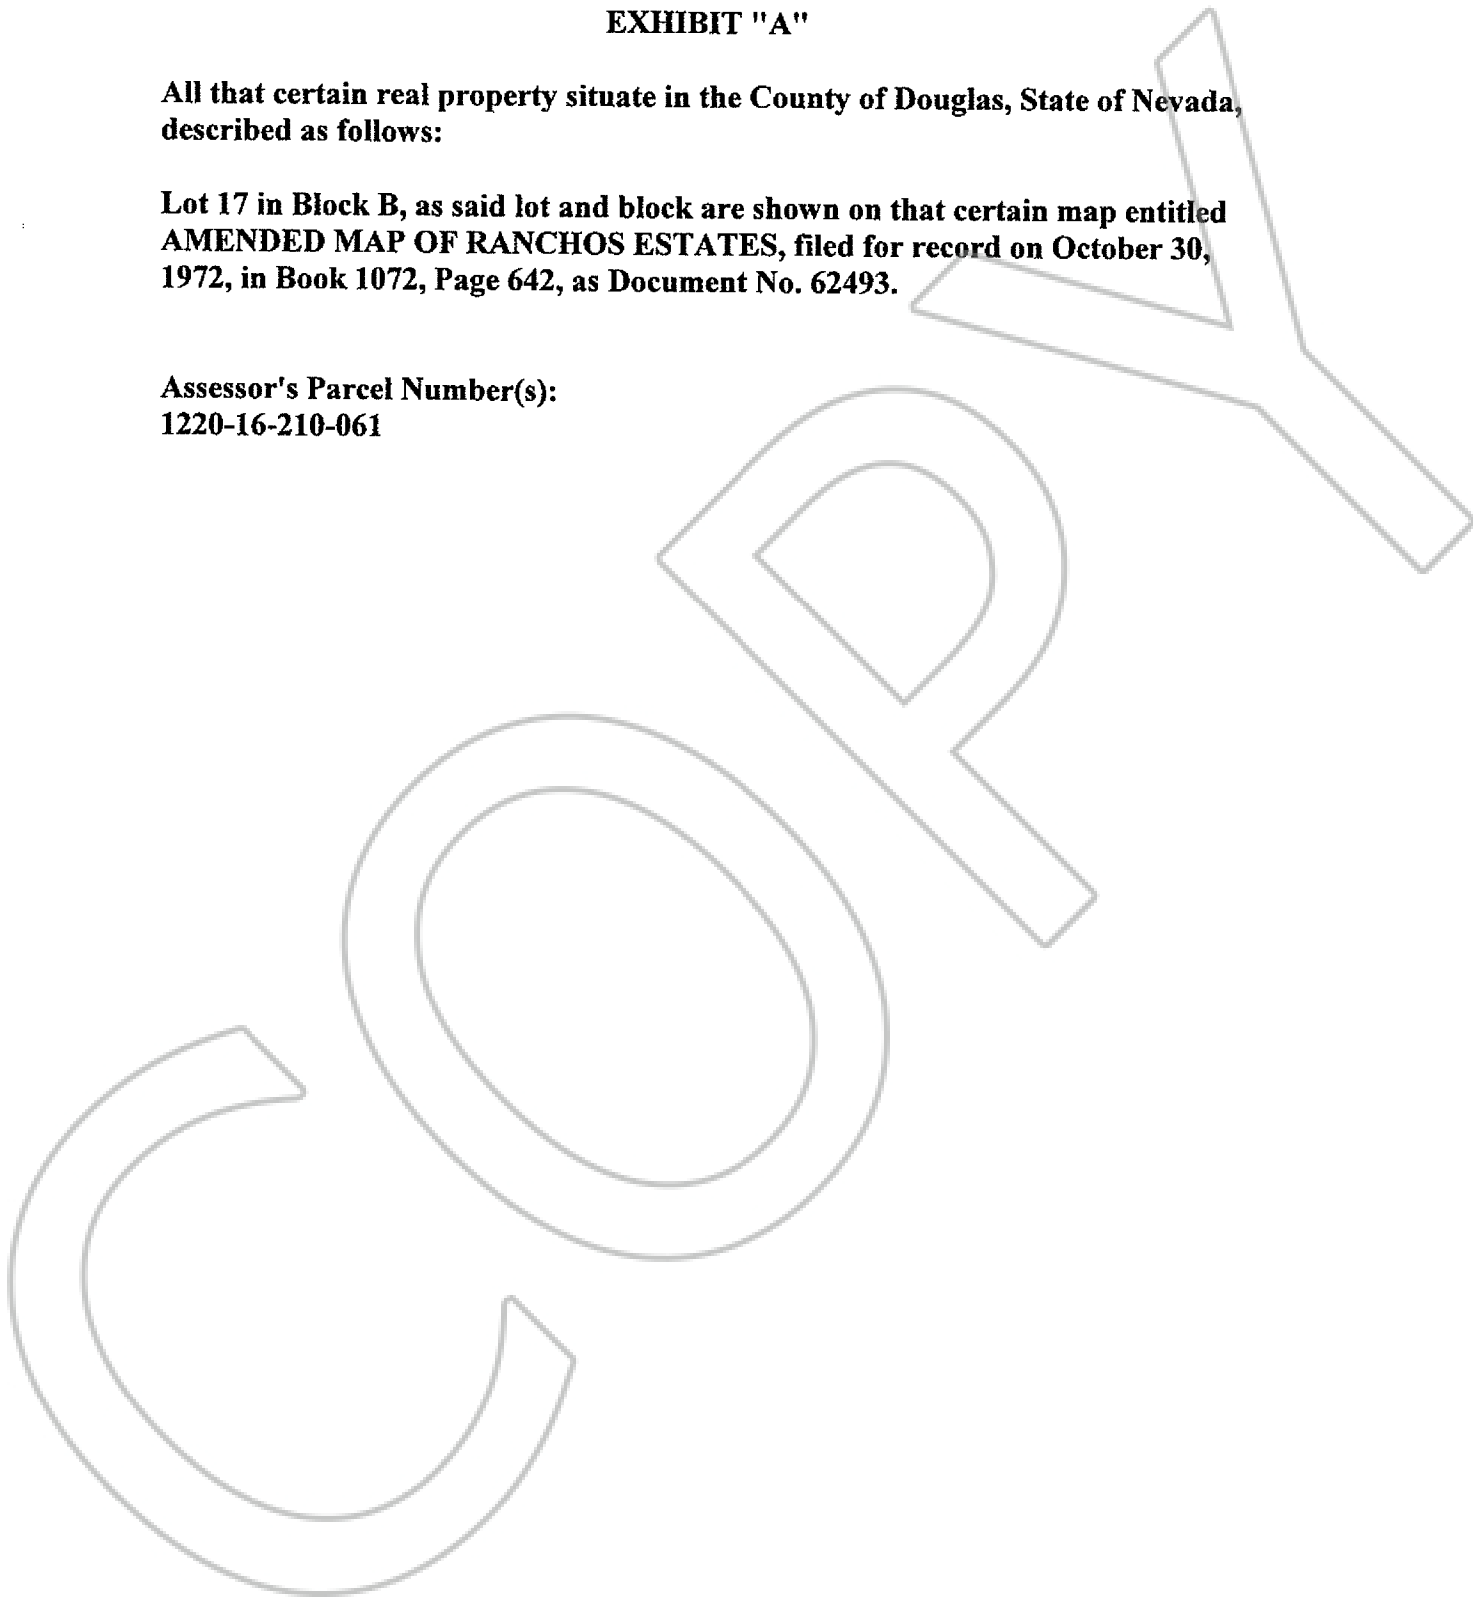 EXHIBIT "A"
All that certain real property situate in the County of Douglas, State of Nevada,
described as follows:
Lot 17 in Block B, as said lot and block are shown on that certain map entitled
AMENDED MAP OF RANCHOS ESTATES, filed for record on October 30,
1972, in Book 1072, Page 642, as Document No. 62493.
Assessor's Parcel Number(s):
1220-16-210-061
COPY